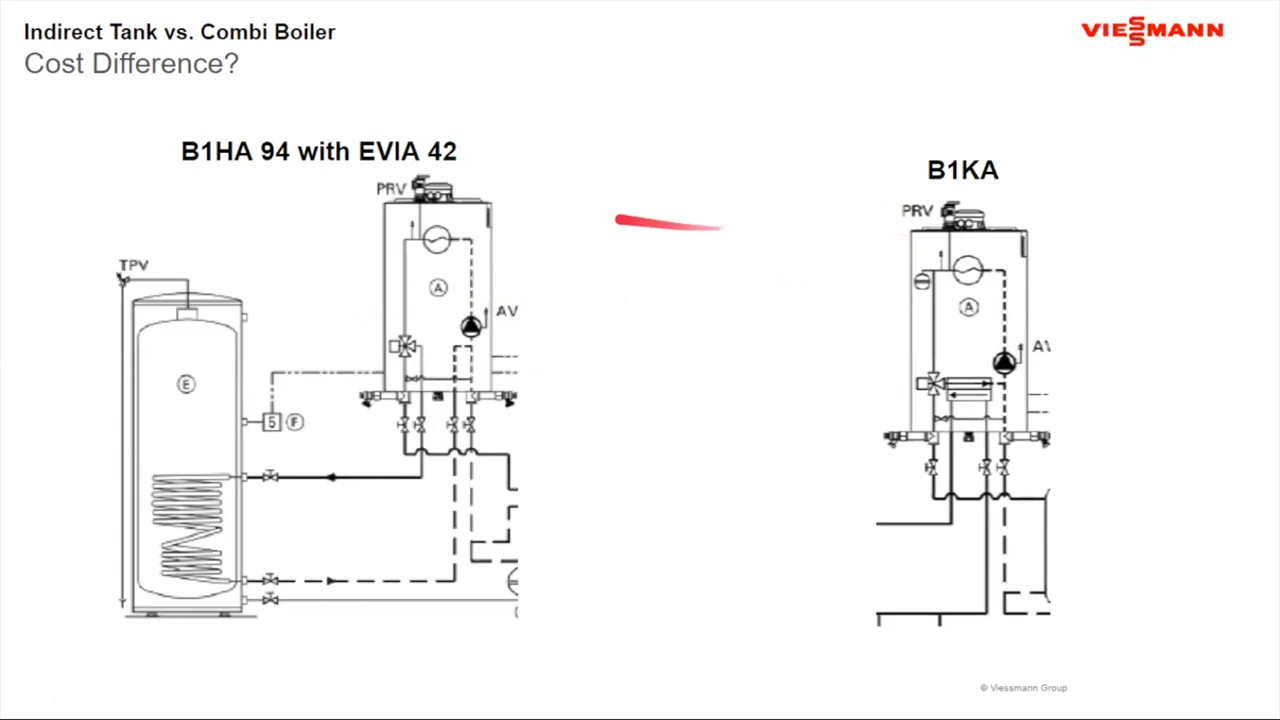 Indirect Tank vs. Combi Boiler
Cost Difference?
VIESSMANN
B1HA 94 with EVIA 42
B1KA
PRV
PRV
TPV
A
A
AV
E
5 F
© Viessmann Group